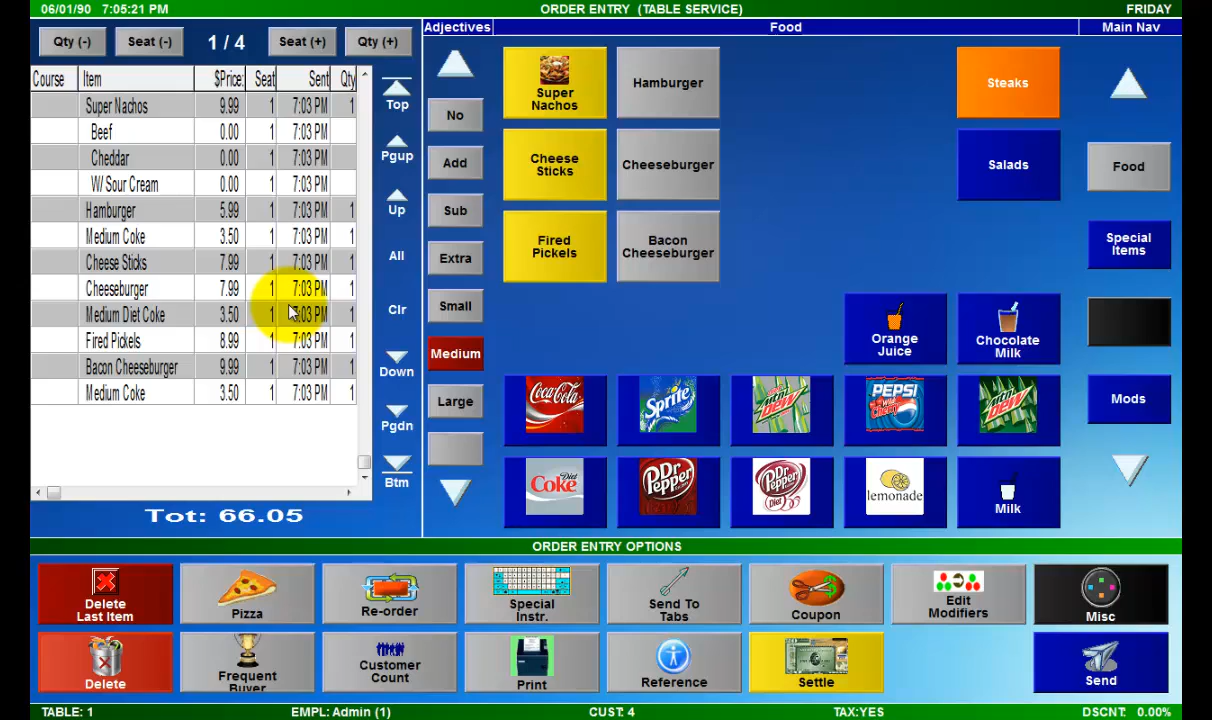 06/01/90 7:05:21 PM
ORDER ENTRY (TABLE SERVICE)
FRIDAY
Qty (-)
Seat (-)
1 / 4
Seat (+)
Qty (+)
Adjectives
Food
Main Nav
Course Item $Price: Seat Sent Qty
Super Nachos 9.99 1 7:03 PM 1
Beef 0.00 1 7:03 PM
Cheddar 0.00 1 7:03 PM
W/ Sour Cream 0.00 1 7:03 PM
Hamburger 5.99 1 7:03 PM 1
Medium Coke 3.50 1 7:03 PM 1
Cheese Sticks 7.99 1 7:03 PM 1
Cheeseburger 7.99 1 7:03 PM 1
Medium Diet Coke 3.50 1 7:03 PM 1
Fired Pickels 8.99 1 7:03 PM 1
Bacon Cheeseburger 9.99 1 7:03 PM 1
Medium Coke 3.50 1 7:03 PM 1
Tot: 66.05
Top
Pgup
Up
All
Clr
Down
Pgdn
Btm
No
Add
Sub
Extra
Small
Medium
Large
Super
Nachos
Hamburger
Steaks
Cheese
Sticks
Cheeseburger
Salads
Fired
Pickels
Bacon
Cheeseburger
Orange
Juice
Chocolate
Milk
Coca-Cola
Sprite
diet
mtn
Dew
PEPSI
Wild
Cherry
mtn
Dew
Diet
Coke
Dr
Pepper
Dr
Pepper
Diet
lemonade
Milk
Food
Special
Items
Mods
ORDER ENTRY OPTIONS
Delete
Last Item
Pizza
Re-order
Special
Instr.
Send To
Tabs
Coupon
Edit
Modifiers
Misc
Delete
Frequent
Buyer
Customer
Count
Print
Reference
Settle
Send
TABLE: 1
EMPL: Admin (1)
CUST: 4
TAX:YES
DSCNT: 0.00%